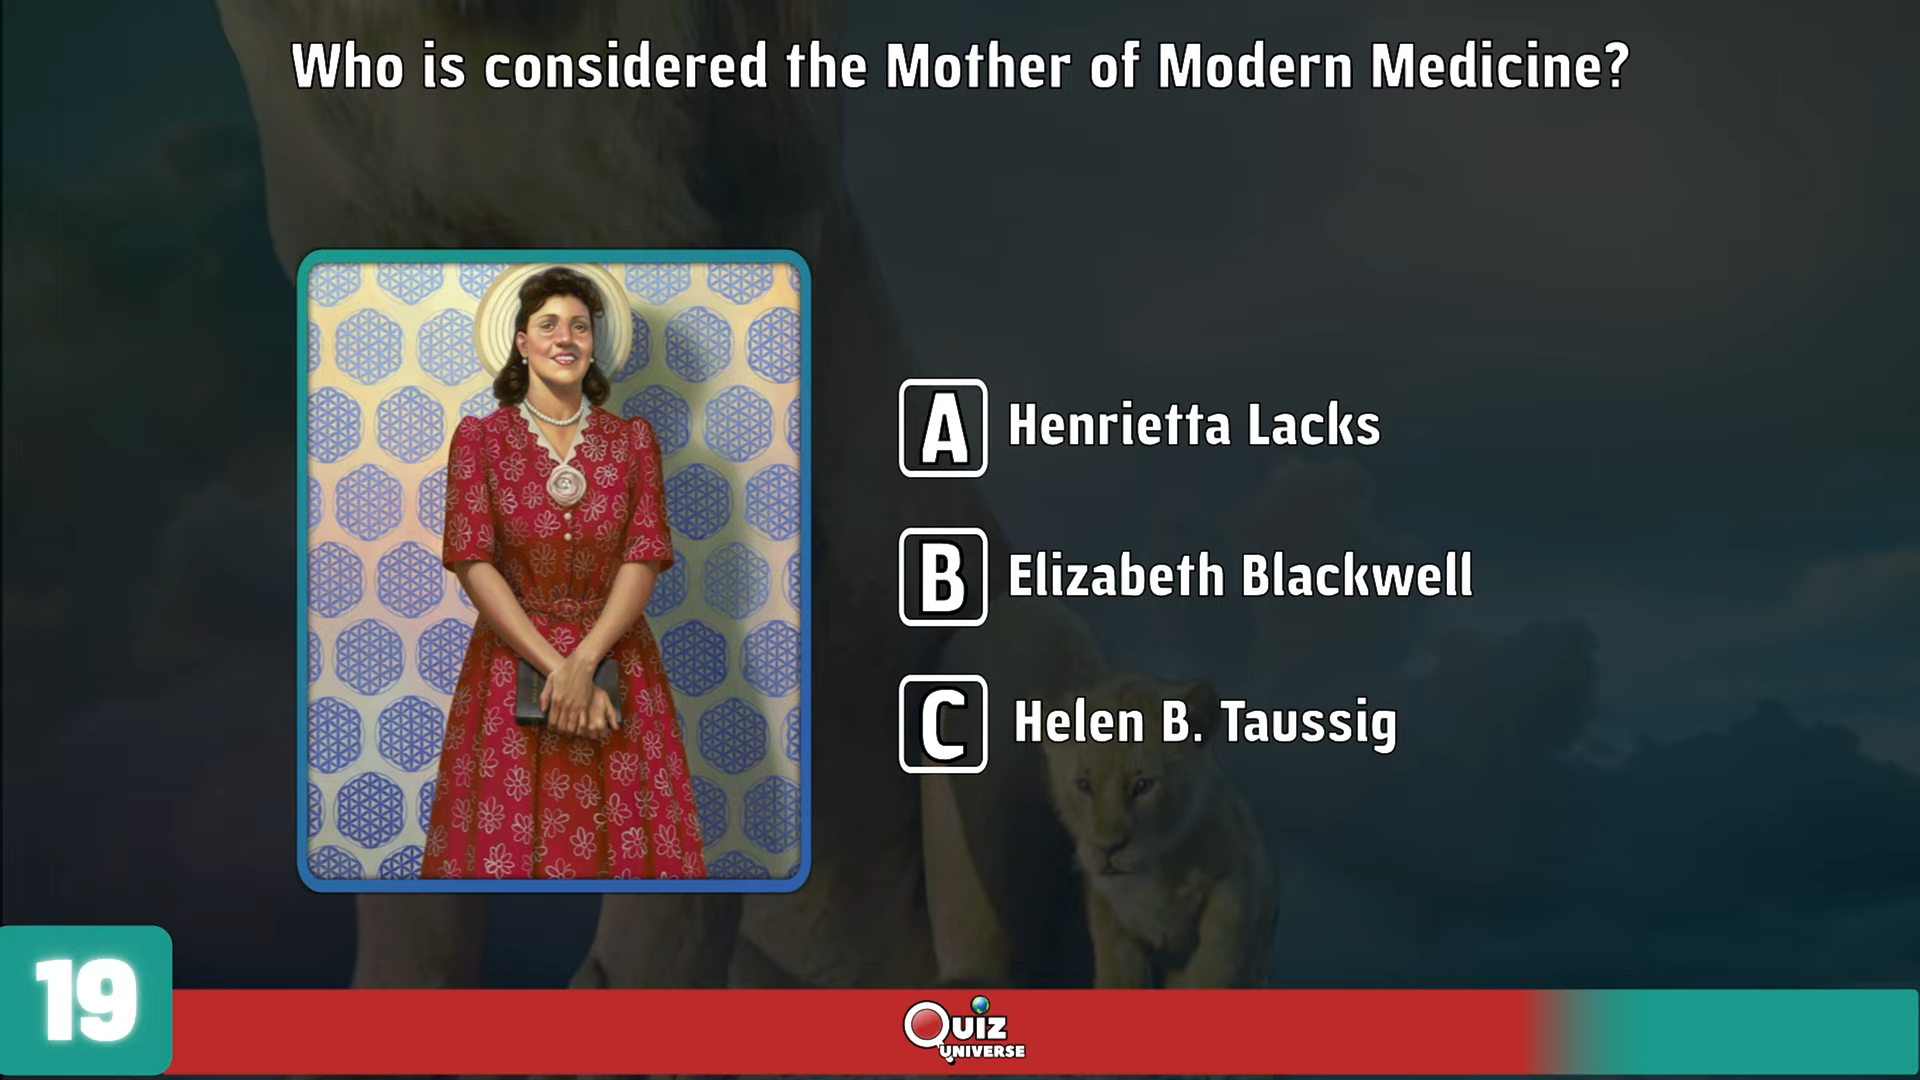 Who is considered the Mother of Modern Medicine?
A Henrietta Lacks
B Elizabeth Blackwell
C Helen B. Taussig
19
QUIZ
UNIVERSE